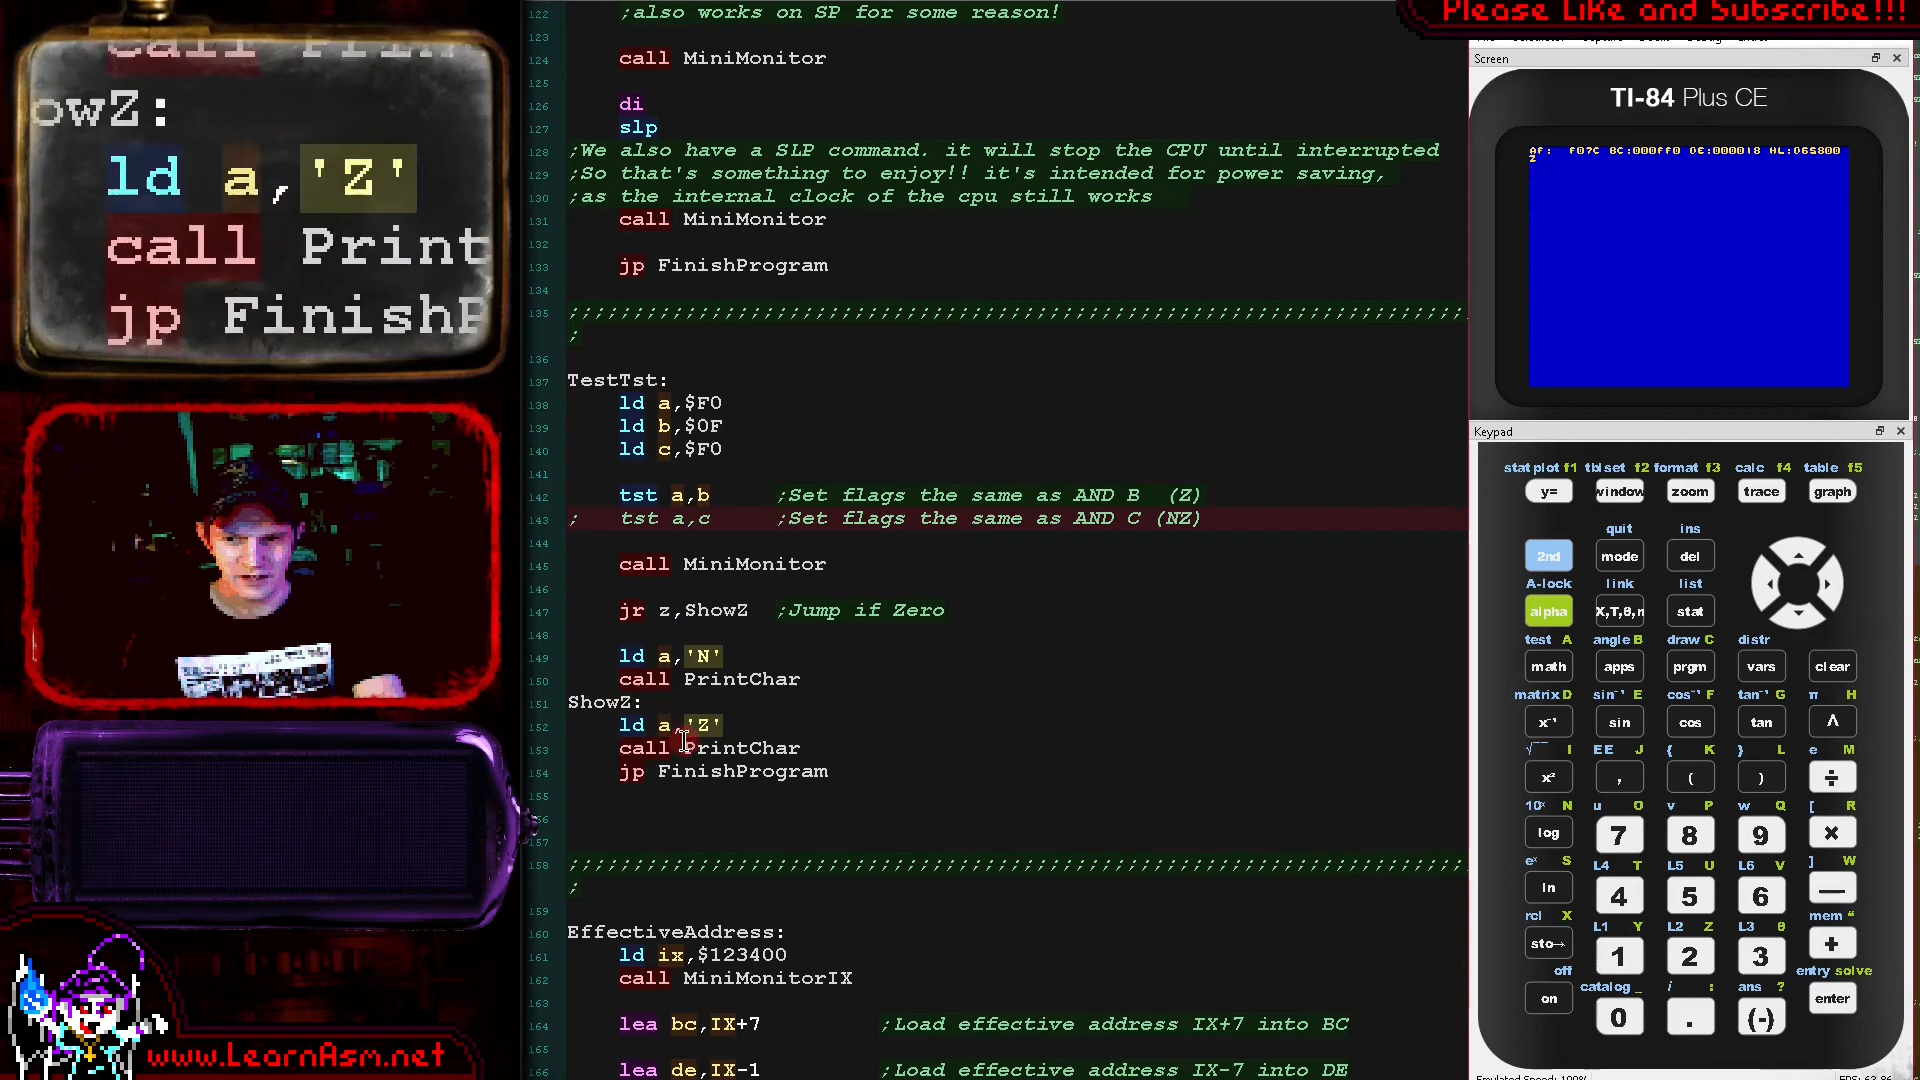 Please Like and Subscribe!!!
owZ:
ld a,'Z'
call Print
jp FinishP
www.LearnAsm.net
122 ;also works on SP for some reason!
123
124 call MiniMonitor
125
126 di
127 slp
128 ;We also have a SLP command. it will stop the CPU until interrupted
129 ;So that's something to enjoy!! it's intended for power saving,
130 ;as the internal clock of the cpu still works
131 call MiniMonitor
132
133 jp FinishProgram
134
135
136
137 TestTst:
138 ld a,$F0
139 ld b,$0F
140 ld c,$F0
141
142 tst a,b ;Set flags the same as AND B (Z)
143 ; tst a,c ;Set flags the same as AND C (NZ)
144
145 call MiniMonitor
146
147 jr z,ShowZ ;Jump if Zero
148
149 ld a,'N'
150 call PrintChar
151 ShowZ:
152 ld a,'Z'
153 call PrintChar
154 jp FinishProgram
155
156
157
158
159
160 EffectiveAddress:
161 ld ix,$123400
162 call MiniMonitorIX
163
164 lea bc,IX+7 ;Load effective address IX+7 into BC
165
166 lea de,IX-1 ;Load effective address IX-7 into DE
Screen
TI-84 Plus CE
AF: F07C BC:000FF0 DE:000018 HL:D65800
Z
Keypad
stat plot f1 tblset f2 format f3 calc f4 table f5
y= window zoom trace graph
quit ins
2nd mode del
A-lock link list
alpha X,T,θ,n stat
test A angle B draw C distr
math apps prgm vars clear
matrix D sin⁻¹ E cos⁻¹ F tan⁻¹ G π H
x⁻¹ sin cos tan ^
√ I EE J { K } L e M
x² , ( ) ÷
10ˣ N u O v P w Q [ R
log 7 8 9 ×
eˣ S L4 T L5 U L6 V ] W
ln 4 5 6 —
rcl X L1 Y L2 Z L3 θ mem "
sto→ 1 2 3 +
off catalog _ i : ans ? entry solve
on 0 . (-) enter
Emulated Speed: 100%